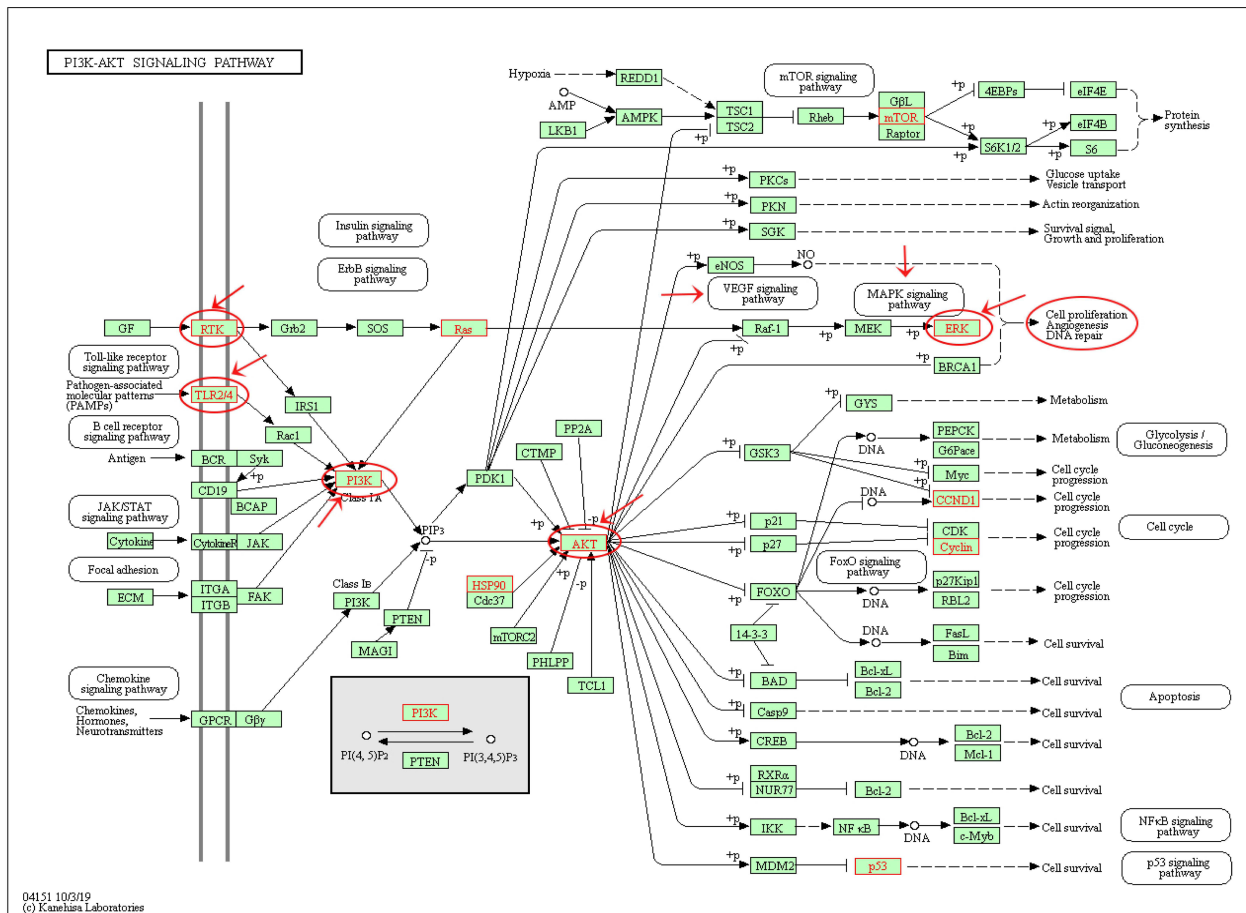 PI3K-AKT SIGNALING PATHWAY
Hypoxia
REDD1
mTOR signaling
pathway
AMP
LKB1
AMPK
TSC1
TSC2
+p
Rheb
GβL
mTOR
Raptor
+p
4EBPs
eIF4E
+p
S6K1/2
+p
+p
eIF4B
+p
S6
Protein
synthesis
+p
PKCs
Glucose uptake
Vesicle transport
+p
PKN
Actin reorganization
+p
SGK
Survival signal,
Growth and proliferation
Insulin signaling
pathway
ErbB signaling
pathway
+p
eNOS
NO
VEGF signaling
pathway
MAPK signaling
pathway
GF
RTK
Grb2
SOS
Ras
Raf-1
+p
+p
MEK
+p
ERK
Cell proliferation
Angiogenesis
DNA repair
+p
BRCA1
Toll-like receptor
signaling pathway
Pathogen-associated
molecular patterns
(PAMPs)
TLR2/4
IRS1
Rac1
B cell receptor
signaling pathway
Antigen
BCR
Syk
+p
CD19
BCAP
PI3K
Class IA
PDK1
PP2A
CTMP
GYS
Metabolism
+p
GSK3
DNA
PEPCK
G6Pace
Metabolism
Glycolysis /
Gluconeogenesis
+p
Myc
Cell cycle
progression
DNA
+p
CCND1
Cell cycle
progression
JAK/STAT
signaling pathway
Cytokine
CytokineR
JAK
PIP3
-p
+p
-p
AKT
+p
p21
+p
p27
CDK
Cyclin
Cell cycle
progression
Cell cycle
Focal adhesion
ECM
ITGA
ITGB
FAK
Class IB
PI3K
PTEN
MAGI
HSP90
Cdc37
+p
-p
mTORC2
PHLPP
TCL1
FoxO signaling
pathway
+p
FOXO
DNA
p27Kip1
RBL2
Cell cycle
progression
14-3-3
DNA
FasL
Bim
Cell survival
Chemokine
signaling pathway
Chemokines,
Hormones,
Neurotransmitters
GPCR
Gβγ
+p
BAD
Bcl-xL
Bcl-2
Cell survival
Apoptosis
+p
Casp9
Cell survival
PI3K
PI(4, 5)P2
PI(3,4,5)P3
PTEN
+p
CREB
DNA
Bcl-2
Mcl-1
Cell survival
+p
RXRα
NUR77
Bcl-2
Cell survival
+p
IKK
NFκB
DNA
Bcl-xL
c-Myb
Cell survival
NFκB signaling
pathway
+p
MDM2
p53
Cell survival
p53 signaling
pathway
04151 10/3/19
(c) Kanehisa Laboratories